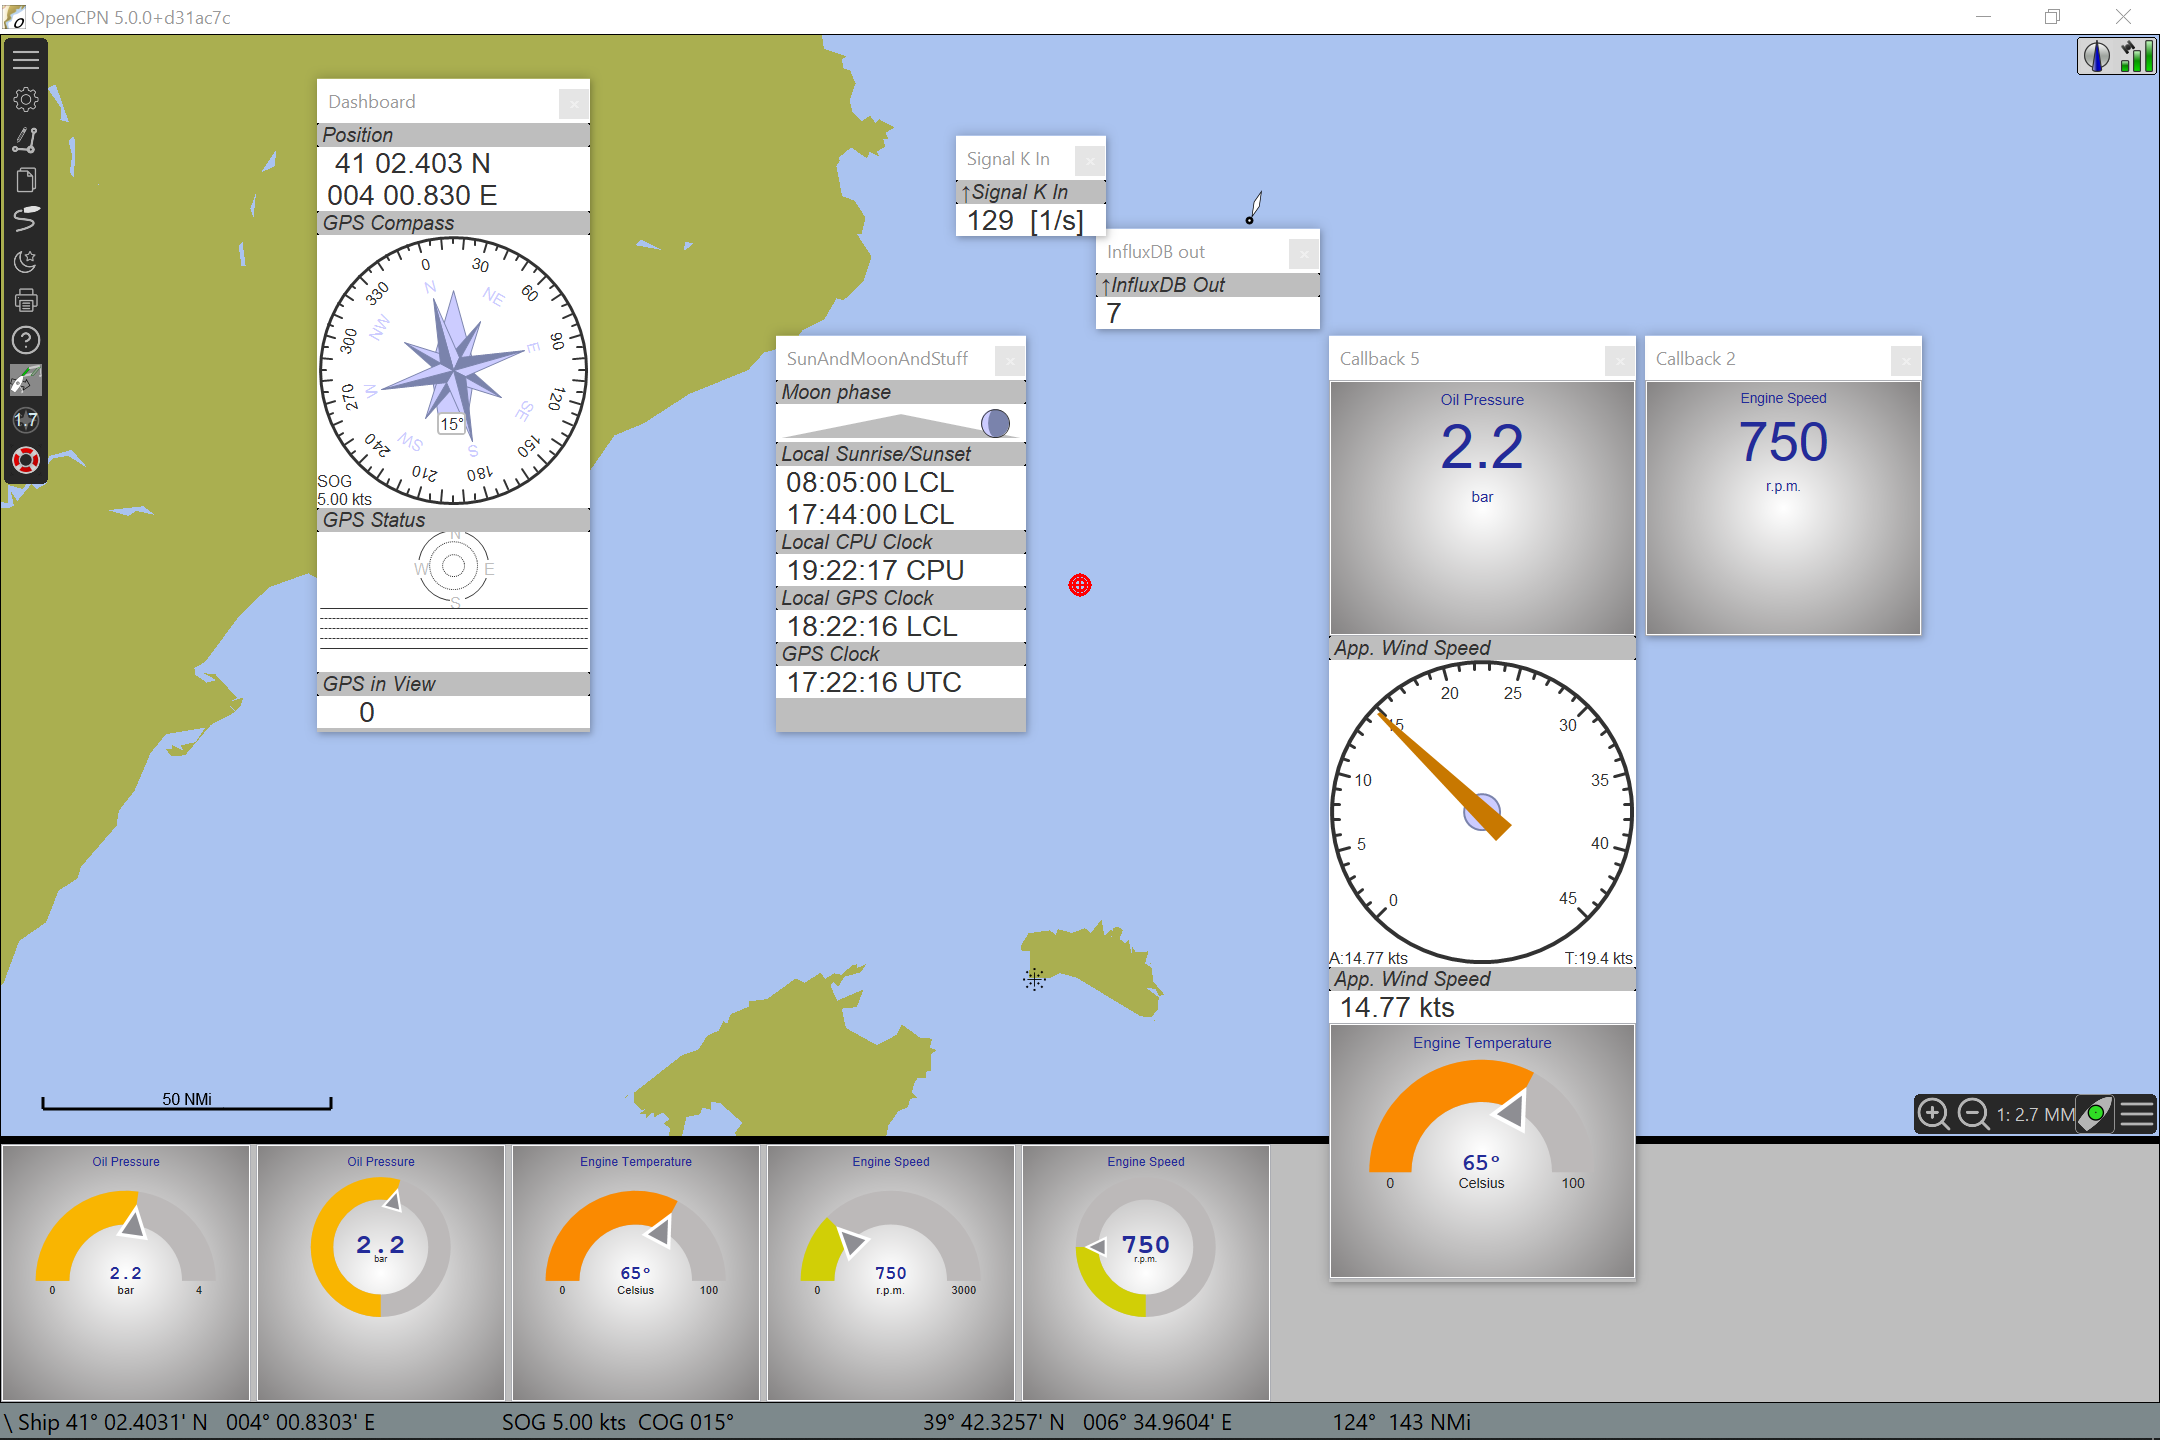 OpenCPN 5.0.0+d31ac7c
1.7
Dashboard
Position
41 02.403 N
004 00.830 E
GPS Compass
0
30
60
90
120
150
180
210
240
270
300
330
N
NE
E
SE
S
SW
W
NW
15°
SOG
5.00 kts
GPS Status
N
W E
S
GPS in View
0
Signal K In
↑Signal K In
129 [1/s]
InfluxDB out
↑InfluxDB Out
7
SunAndMoonAndStuff
Moon phase
Local Sunrise/Sunset
08:05:00 LCL
17:44:00 LCL
Local CPU Clock
19:22:17 CPU
Local GPS Clock
18:22:16 LCL
GPS Clock
17:22:16 UTC
Callback 5
Oil Pressure
2.2
bar
App. Wind Speed
0
5
10
15
20
25
30
35
40
45
A:14.77 kts T:19.4 kts
App. Wind Speed
14.77 kts
Engine Temperature
65°
0 Celsius 100
Callback 2
Engine Speed
750
r.p.m.
50 NMi
1: 2.7 MM
Oil Pressure
2.2
0 bar 4
Oil Pressure
2.2
bar
Engine Temperature
65°
0 Celsius 100
Engine Speed
750
0 r.p.m. 3000
Engine Speed
750
r.p.m.
\ Ship 41° 02.4031' N 004° 00.8303' E SOG 5.00 kts COG 015° 39° 42.3257' N 006° 34.9604' E 124° 143 NMi